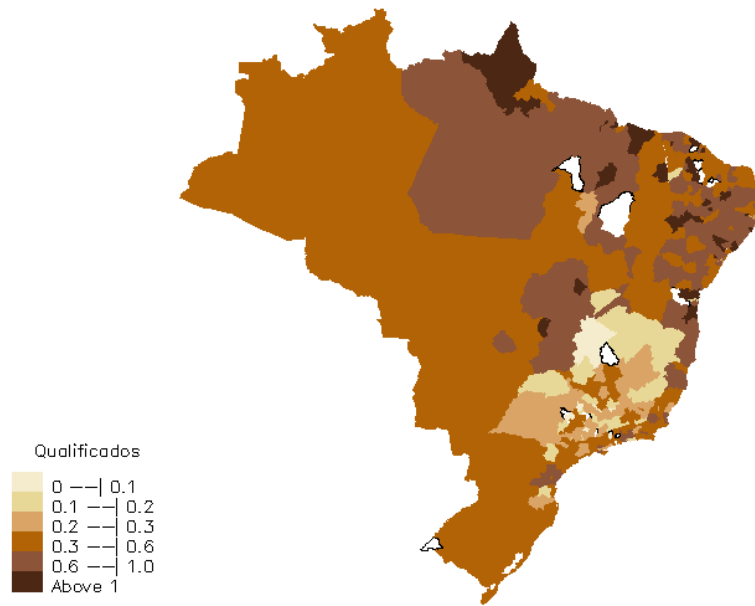 Qualificados
0 ——| 0.1
0.1 ——| 0.2
0.2 ——| 0.3
0.3 ——| 0.6
0.6 ——| 1.0
Above 1